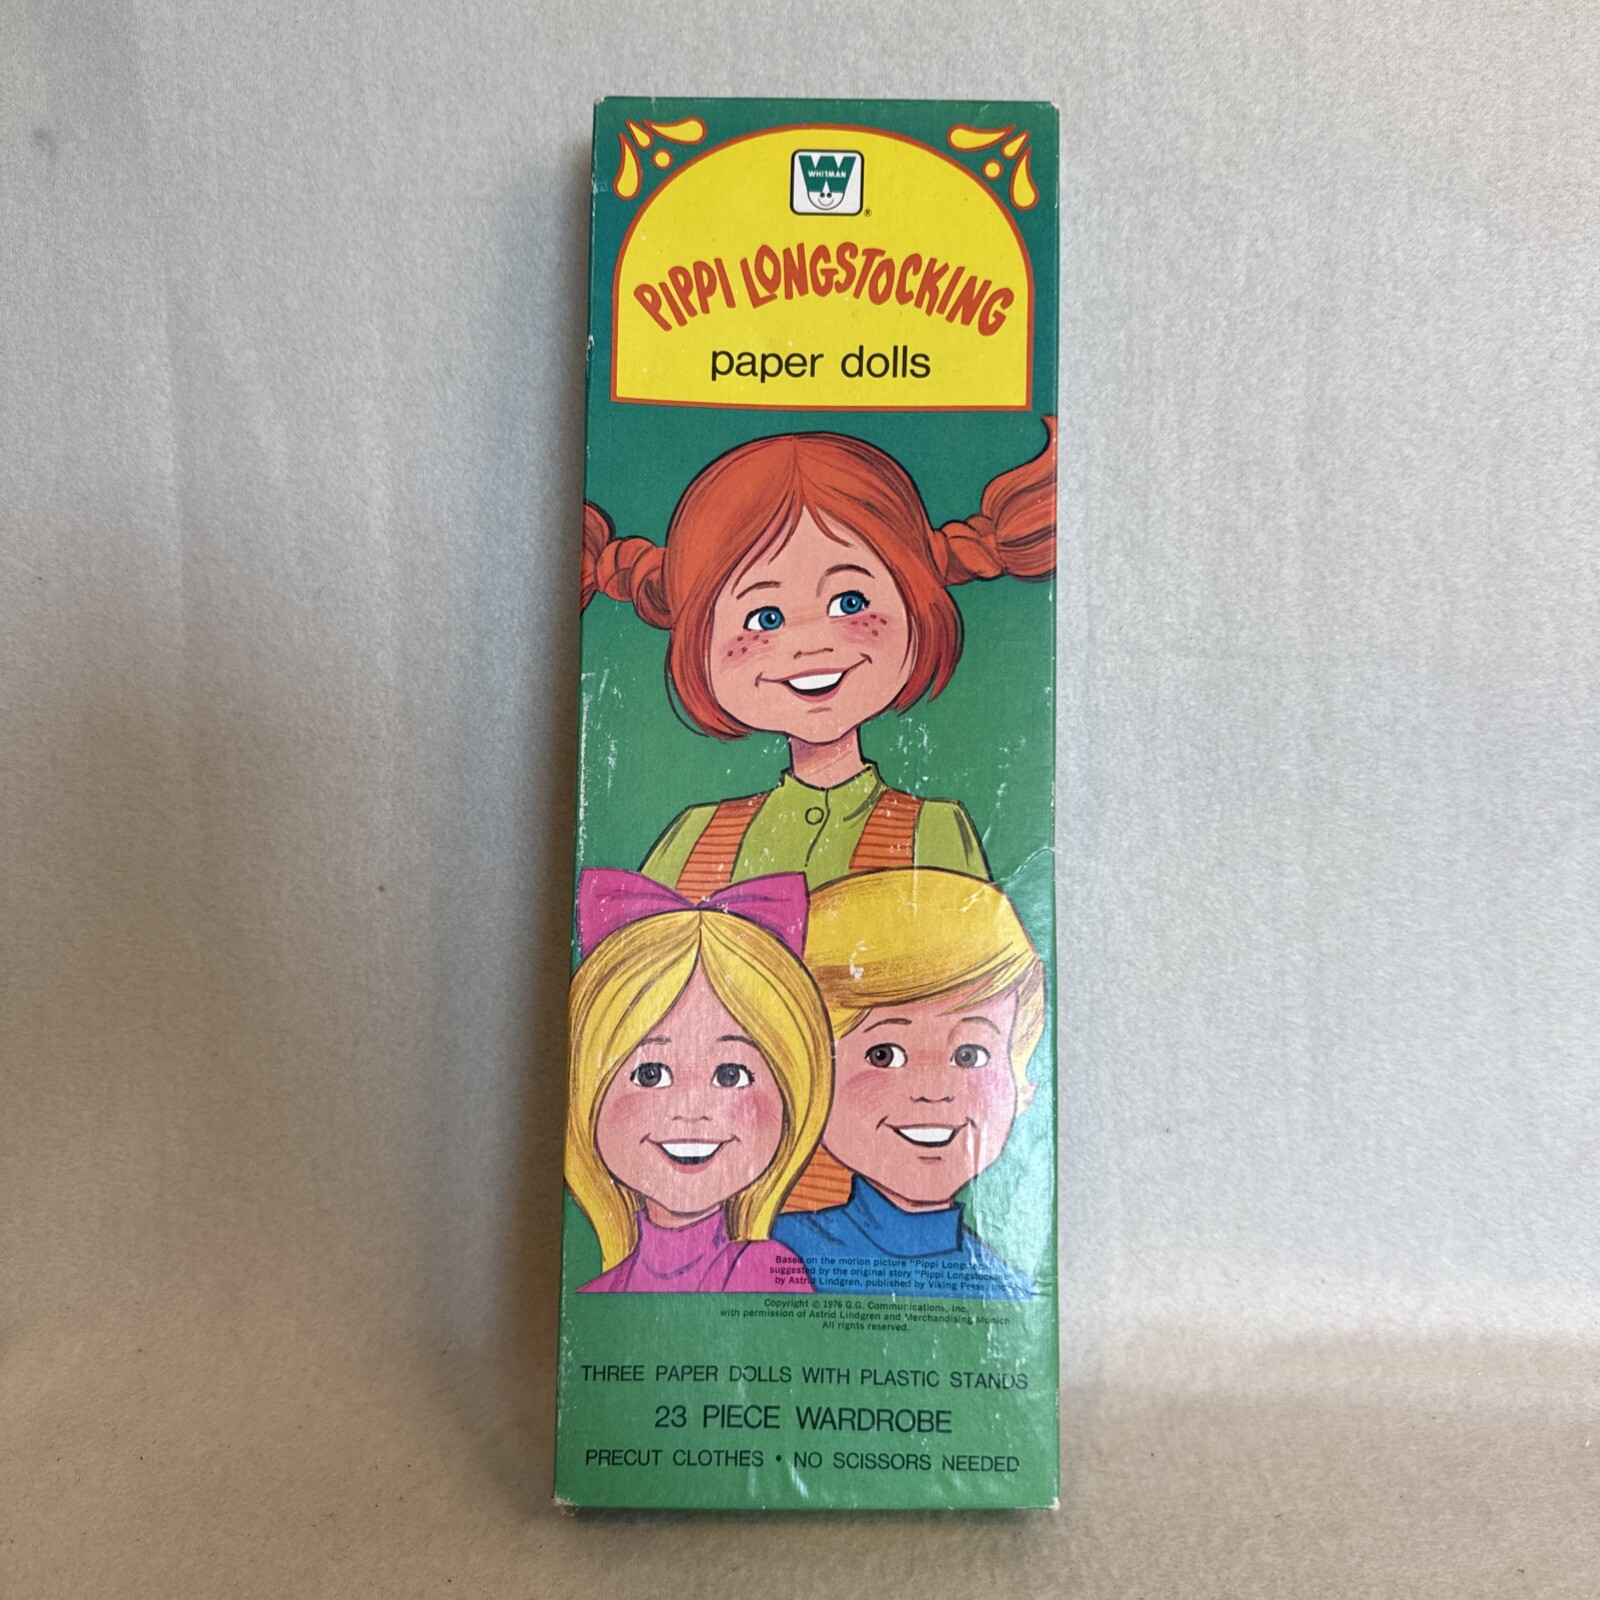 WHITMAN
®
PIPPI LONGSTOCKING
paper dolls
Based on the motion picture "Pippi
suggested by the original story "Pippi Longstocking"
by Astrid Lindgren, published by Viking Press, Inc.
Copyright © 1976 G.G. Communications, Inc.
with permission of Astrid Lindgren and Merchandising Munich
All rights reserved.
THREE PAPER DOLLS WITH PLASTIC STANDS
23 PIECE WARDROBE
PRECUT CLOTHES • NO SCISSORS NEEDED